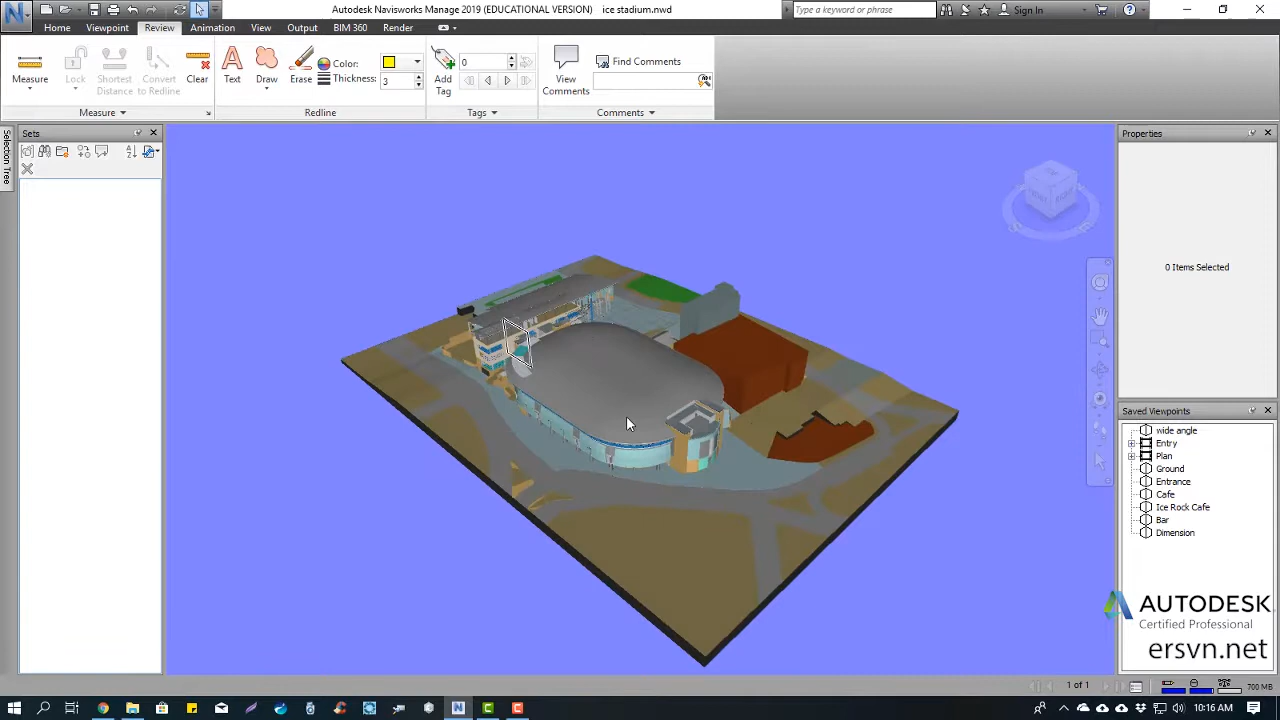 Autodesk Navisworks Manage 2019 (EDUCATIONAL VERSION) ice stadium.nwd
Type a keyword or phrase
Sign In
Home Viewpoint Review Animation View Output BIM 360 Render
Measure
Lock
Shortest Distance
Convert to Redline
Clear
Text
Draw
Erase
Color:
Thickness: 3
Add Tag
0
View Comments
Find Comments
Measure
Redline
Tags
Comments
Selection Tree
Sets
Properties
0 Items Selected
Saved Viewpoints
wide angle
Entry
Plan
Ground
Entrance
Cafe
Ice Rock Cafe
Bar
Dimension
AUTODESK
Certified Professional
ersvn.net
1 of 1
700 MB
10:16 AM